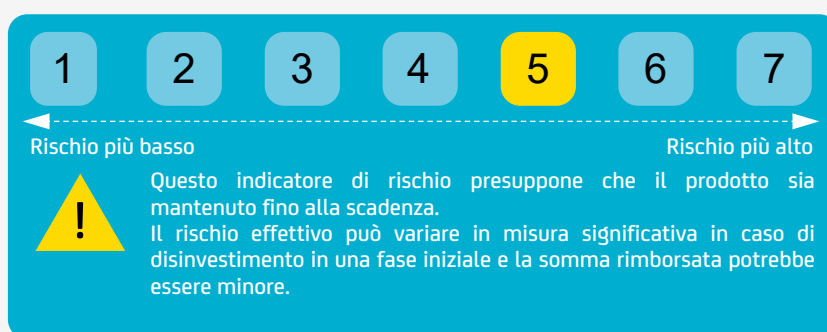 1 2 3 4 5 6 7
Rischio più basso Rischio più alto
Questo indicatore di rischio presuppone che il prodotto sia
mantenuto fino alla scadenza.
Il rischio effettivo può variare in misura significativa in caso di
disinvestimento in una fase iniziale e la somma rimborsata potrebbe
essere minore.
!